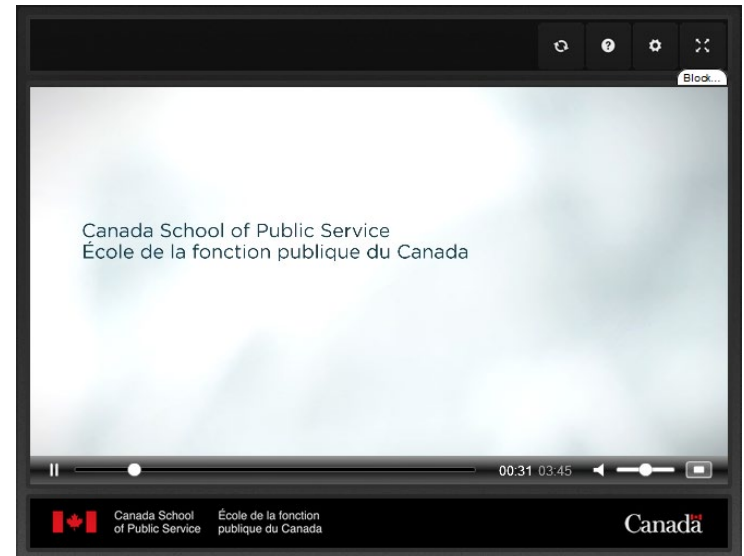 Block...
Canada School of Public Service
École de la fonction publique du Canada
00:31 03:45
Canada School
of Public Service
École de la fonction
publique du Canada
Canada